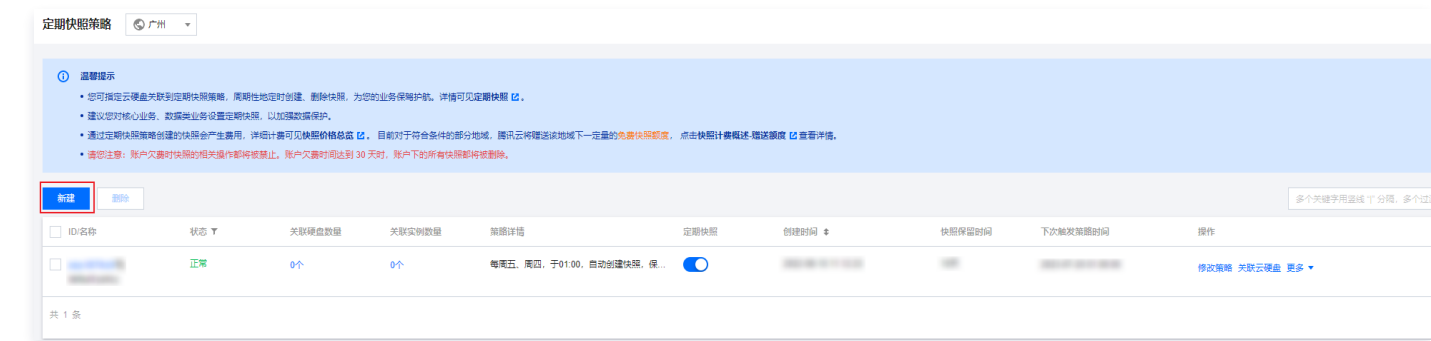 定期快照策略 广州
温馨提示
• 您可指定云硬盘关联到定期快照策略，周期性地定时创建、删除快照，为您的业务保驾护航。详情可见定期快照。
• 建议您对核心业务、数据类业务设置定期快照，以加强数据保护。
• 通过定期快照策略创建的快照会产生费用，详细计费可见快照价格总览。目前对于符合条件的部分地域，腾讯云将赠送该地域下一定量的免费快照额度，点击快照计费概述-赠送额度查看详情。
• 请您注意：账户欠费时快照的相关操作都将被禁止。账户欠费时间达到 30 天时，账户下的所有快照都将被删除。
新建 删除 多个关键字用竖线 "|" 分隔，多个过
ID/名称 状态 关联硬盘数量 关联实例数量 策略详情 定期快照 创建时间 快照保留时间 下次触发策略时间 操作
正常 0个 0个 每周五、周四，于01:00，自动创建快照，保... 修改策略 关联云硬盘 更多
共 1 条